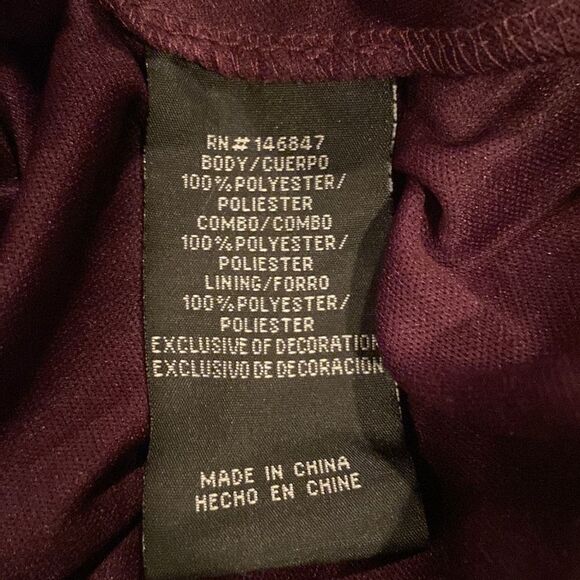 RN#146847
BODY/CUERPO
100%POLYESTER/
POLIESTER
COMBO/COMBO
100%POLYESTER/
POLIESTER
LINING/FORRO
100%POLYESTER/
POLIESTER
EXCLUSIVE OF DECORATION
EXCLUSIVO DE DECORACION
MADE IN CHINA
HECHO EN CHINE